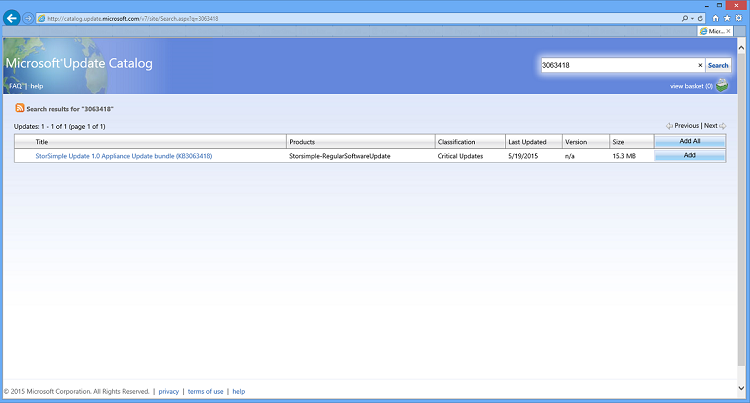 http://catalog.update.microsoft.com/v7/site/Search.aspx?q=3063418
Micr...
Microsoft Update Catalog
3063418 × Search
FAQ | help
view basket (0)
Search results for "3063418"
Updates: 1 - 1 of 1 (page 1 of 1)
Previous | Next
Title Products Classification Last Updated Version Size Add All
StorSimple Update 1.0 Appliance Update bundle (KB3063418) Storsimple-RegularSoftwareUpdate Critical Updates 5/19/2015 n/a 15.3 MB Add
© 2015 Microsoft Corporation. All Rights Reserved. | privacy | terms of use | help